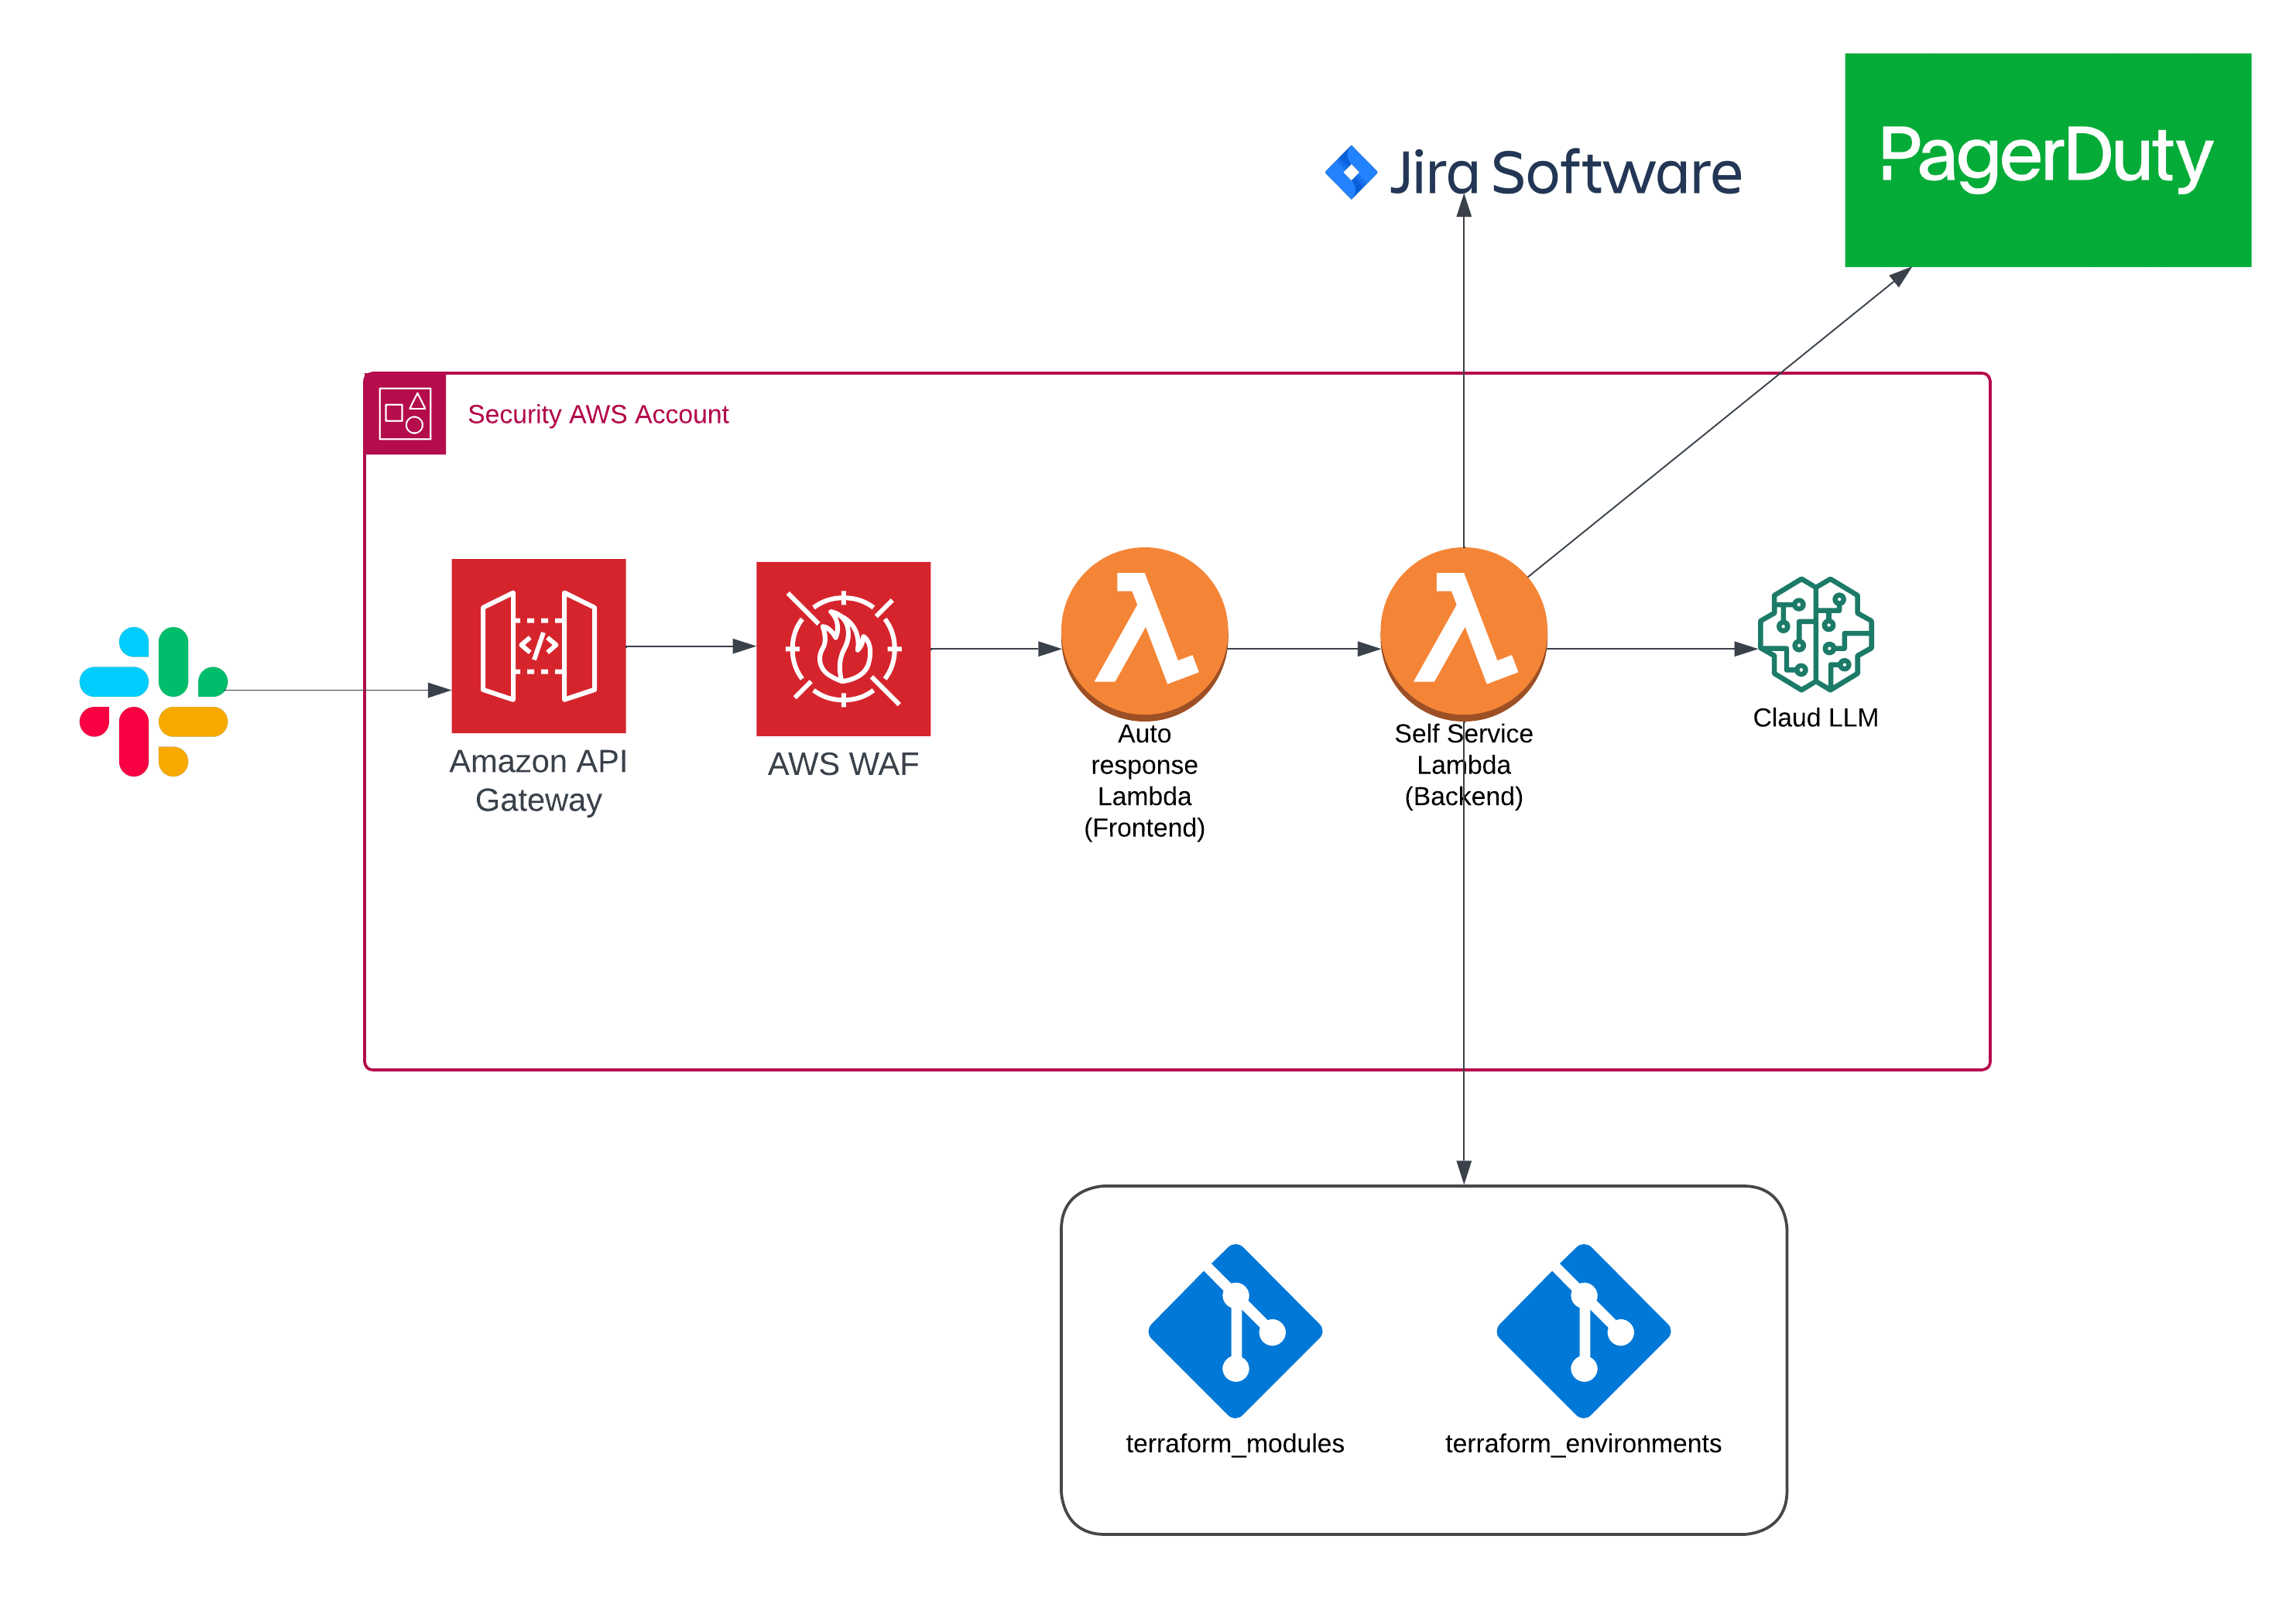 PagerDuty
Jira Software
Security AWS Account
Amazon API
Gateway
AWS WAF
Auto
response
Lambda
(Frontend)
Self Service
Lambda
(Backend)
Claud LLM
terraform_modules
terraform_environments